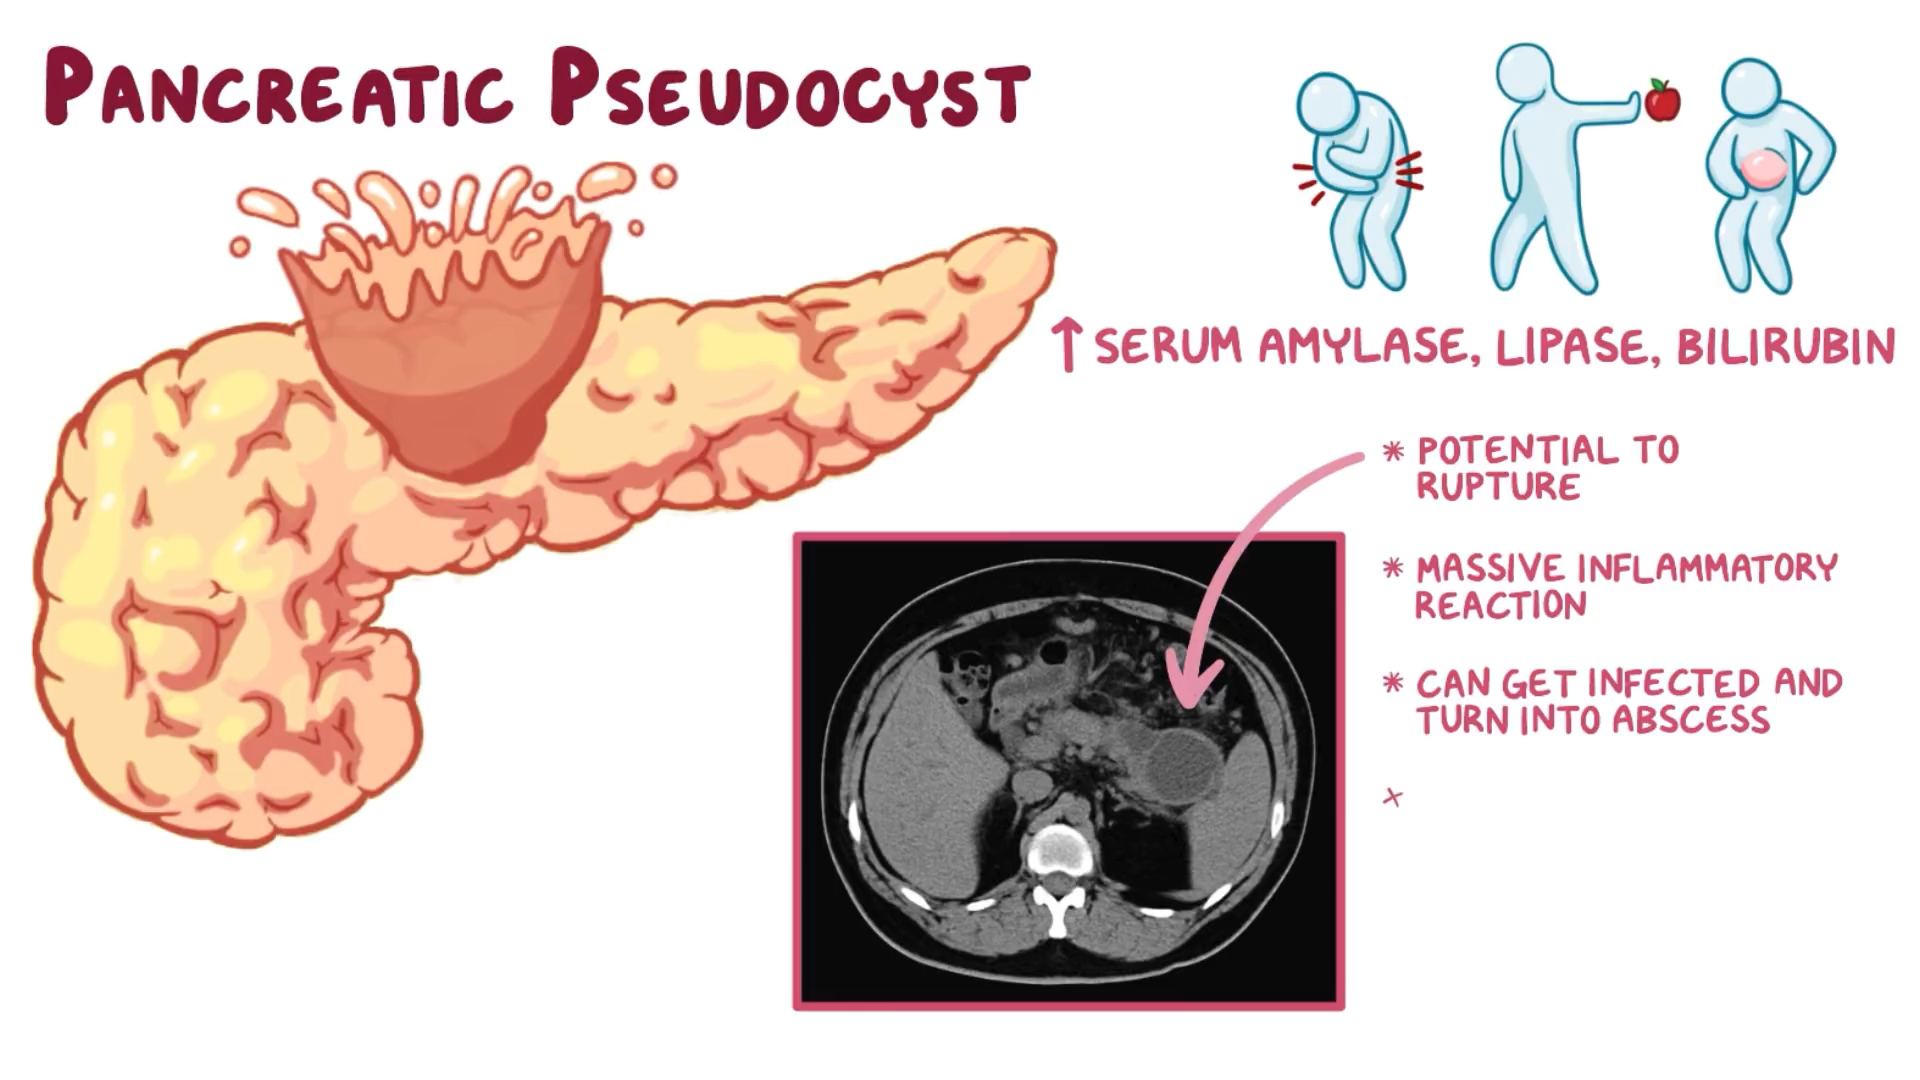 PANCREATIC PSEUDOCYST
↑ SERUM AMYLASE, LIPASE, BILIRUBIN
* POTENTIAL TO
RUPTURE
* MASSIVE INFLAMMATORY
REACTION
* CAN GET INFECTED AND
TURN INTO ABSCESS